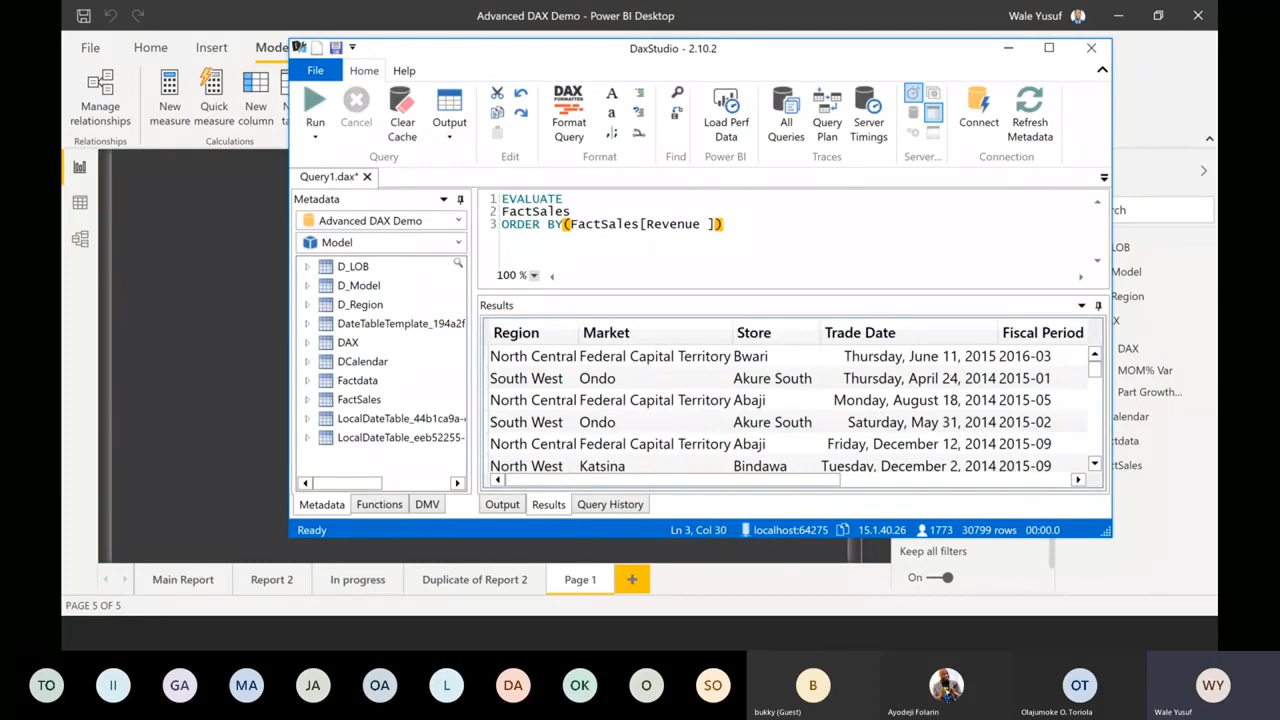 Advanced DAX Demo - Power BI Desktop
Wale Yusuf
File
Home
Insert
DaxStudio - 2.10.2
File
Home
Help
Manage
relationships
New
measure
Quick
measure
New
column
Relationships
Calculations
Run
Cancel
Clear
Cache
Output
DAX
FORMATTER
Format
Query
Load Perf
Data
All
Queries
Query
Plan
Server
Timings
Connect
Refresh
Metadata
Query
Edit
Format
Find
Power BI
Traces
Server...
Connection
Query1.dax*
Metadata
Advanced DAX Demo
Model
D_LOB
D_Model
D_Region
DateTableTemplate_194a2f
DAX
DCalendar
Factdata
FactSales
LocalDateTable_44b1ca9a-
LocalDateTable_eeb52255-
Metadata
Functions
DMV
1 EVALUATE
2 FactSales
3 ORDER BY(FactSales[Revenue ])
100 %
Results
Region Market Store Trade Date Fiscal Period
North Central Federal Capital Territory Bwari Thursday, June 11, 2015 2016-03
South West Ondo Akure South Thursday, April 24, 2014 2015-01
North Central Federal Capital Territory Abaji Monday, August 18, 2014 2015-05
South West Ondo Akure South Saturday, May 31, 2014 2015-02
North Central Federal Capital Territory Abaji Friday, December 12, 2014 2015-09
North West Katsina Bindawa Tuesday, December 2, 2014 2015-09
Output
Results
Query History
Ready
Ln 3, Col 30
localhost:64275
15.1.40.26
1773
30799 rows
00:00.0
rch
LOB
Model
Region
X
DAX
MOM% Var
Part Growth...
alendar
ctdata
ctSales
Keep all filters
On
Main Report
Report 2
In progress
Duplicate of Report 2
Page 1
PAGE 5 OF 5
TO
II
GA
MA
JA
OA
L
DA
OK
O
SO
B
OT
WY
bukky (Guest)
Ayodeji Folarin
Olajumoke O. Toriola
Wale Yusuf